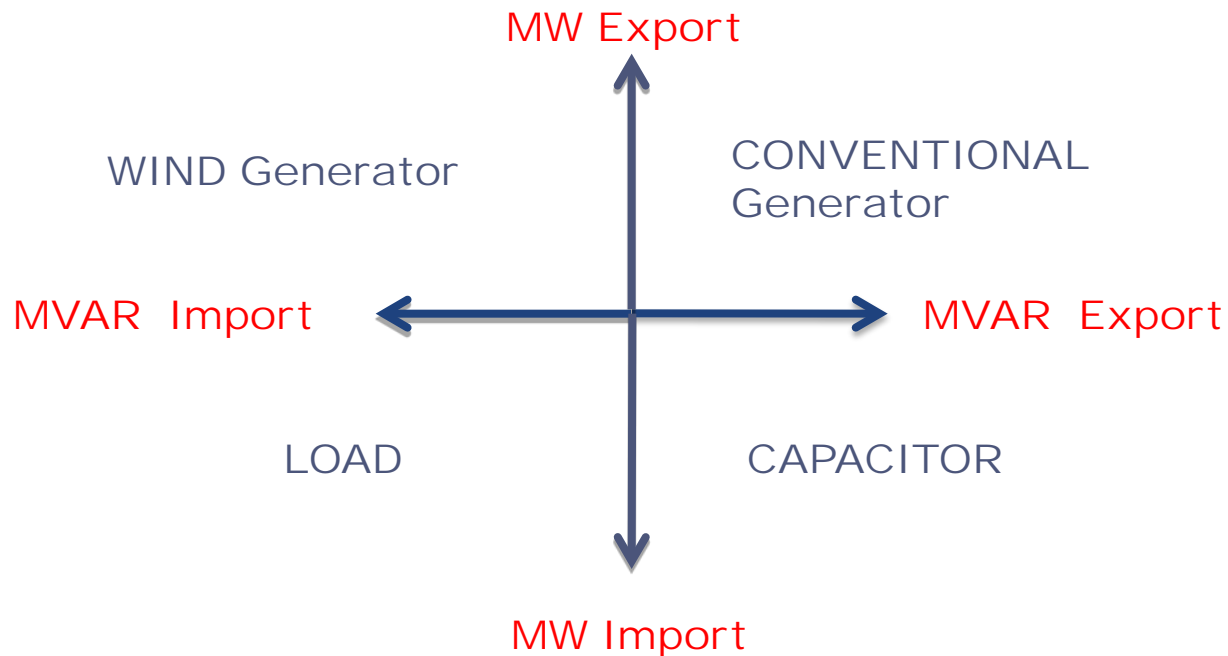 MW Export
WIND Generator
CONVENTIONAL
Generator
MVAR Import
MVAR Export
LOAD
CAPACITOR
MW Import